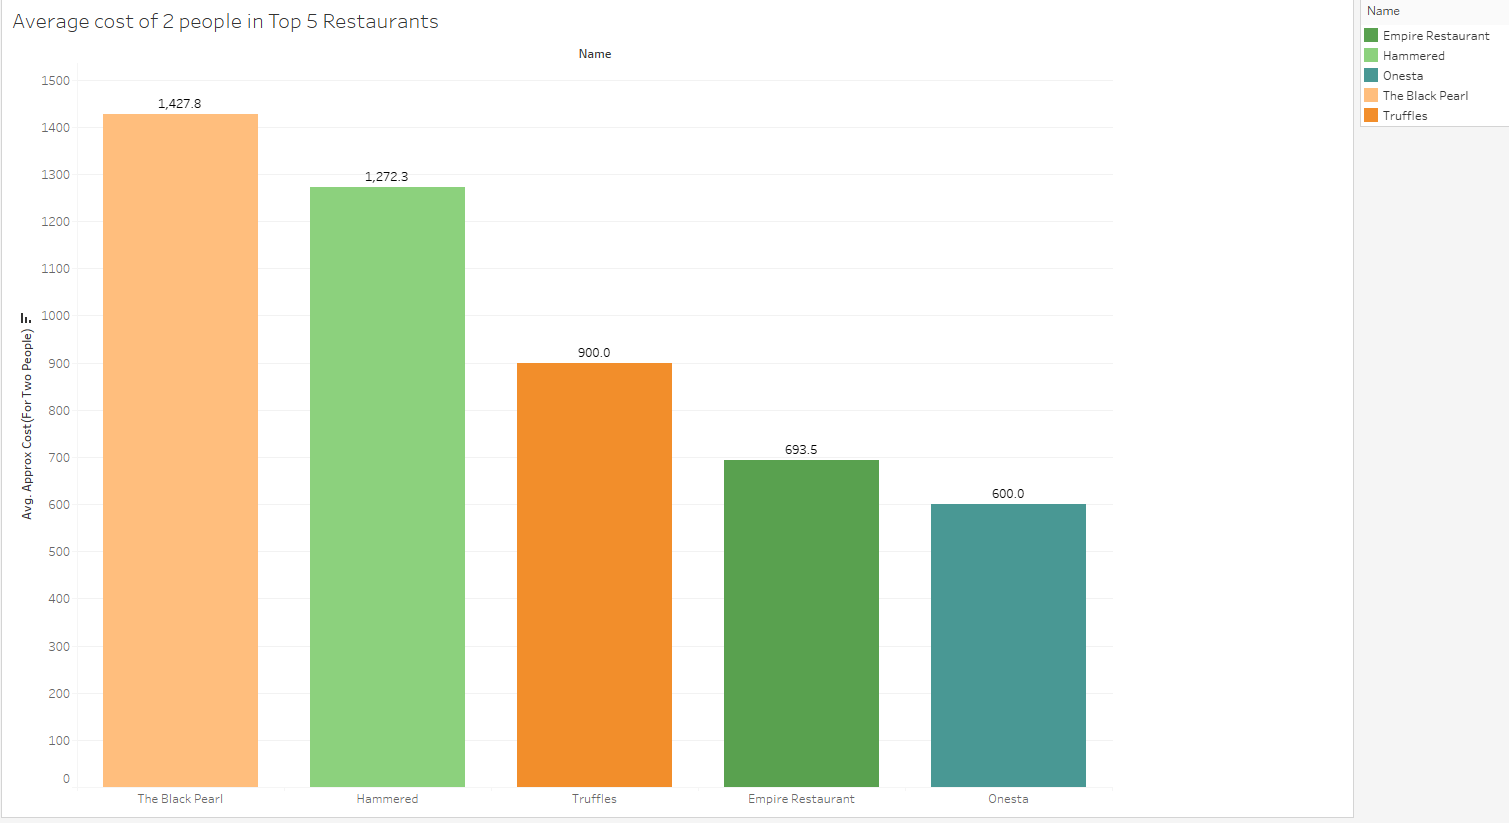 Average cost of 2 people in Top 5 Restaurants
Name
Avg. Approx Cost(For Two People)
1500
1400
1300
1200
1100
1000
900
800
700
600
500
400
300
200
100
0
1,427.8
1,272.3
900.0
693.5
600.0
The Black Pearl
Hammered
Truffles
Empire Restaurant
Onesta
Name
Empire Restaurant
Hammered
Onesta
The Black Pearl
Truffles